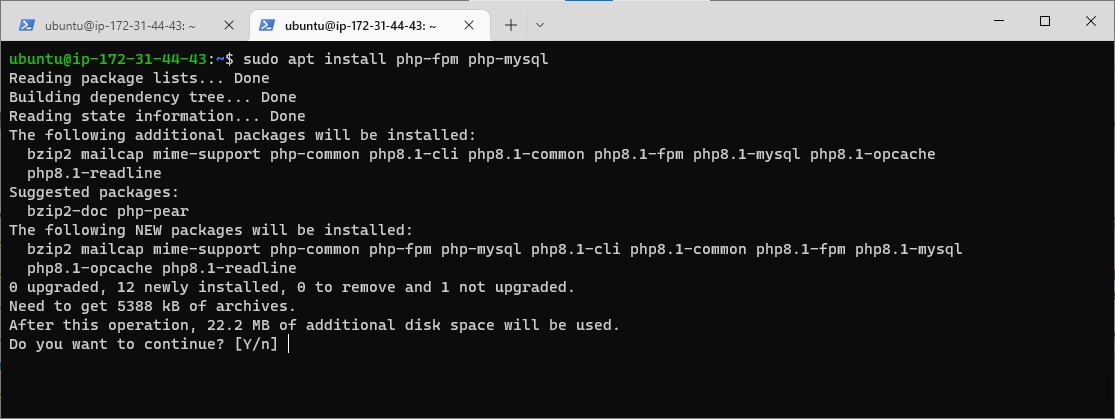 ubuntu@ip-172-31-44-43: ~
ubuntu@ip-172-31-44-43: ~
ubuntu@ip-172-31-44-43:~$ sudo apt install php-fpm php-mysql
Reading package lists... Done
Building dependency tree... Done
Reading state information... Done
The following additional packages will be installed:
  bzip2 mailcap mime-support php-common php8.1-cli php8.1-common php8.1-fpm php8.1-mysql php8.1-opcache
  php8.1-readline
Suggested packages:
  bzip2-doc php-pear
The following NEW packages will be installed:
  bzip2 mailcap mime-support php-common php-fpm php-mysql php8.1-cli php8.1-common php8.1-fpm php8.1-mysql
  php8.1-opcache php8.1-readline
0 upgraded, 12 newly installed, 0 to remove and 1 not upgraded.
Need to get 5388 kB of archives.
After this operation, 22.2 MB of additional disk space will be used.
Do you want to continue? [Y/n]